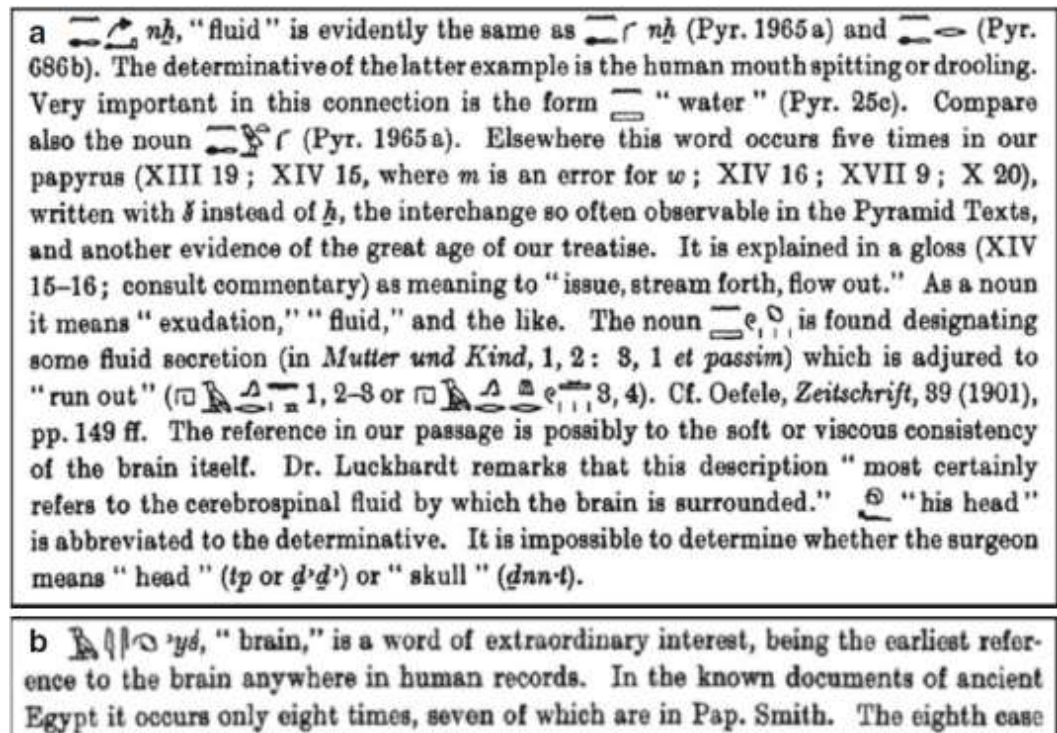 a nẖ, “fluid” is evidently the same as nẖ (Pyr. 1965 a) and (Pyr.
686b). The determinative of the latter example is the human mouth spitting or drooling.
Very important in this connection is the form “water” (Pyr. 25c). Compare
also the noun (Pyr. 1965 a). Elsewhere this word occurs five times in our
papyrus (XIII 19; XIV 15, where m is an error for w; XIV 16; XVII 9; X 20),
written with š instead of ẖ, the interchange so often observable in the Pyramid Texts,
and another evidence of the great age of our treatise. It is explained in a gloss (XIV
15–16; consult commentary) as meaning to “issue, stream forth, flow out.” As a noun
it means “exudation,” “fluid,” and the like. The noun is found designating
some fluid secretion (in Mutter und Kind, 1, 2: 3, 1 et passim) which is adjured to
“run out” ( 1, 2–3 or 3, 4). Cf. Oefele, Zeitschrift, 39 (1901),
pp. 149 ff. The reference in our passage is possibly to the soft or viscous consistency
of the brain itself. Dr. Luckhardt remarks that this description “most certainly
refers to the cerebrospinal fluid by which the brain is surrounded.” “his head”
is abbreviated to the determinative. It is impossible to determine whether the surgeon
means “head” (tp or ḏʾḏʾ) or “skull” (ḏnn·t).
b ʾyś, “brain,” is a word of extraordinary interest, being the earliest refer-
ence to the brain anywhere in human records. In the known documents of ancient
Egypt it occurs only eight times, seven of which are in Pap. Smith. The eighth case